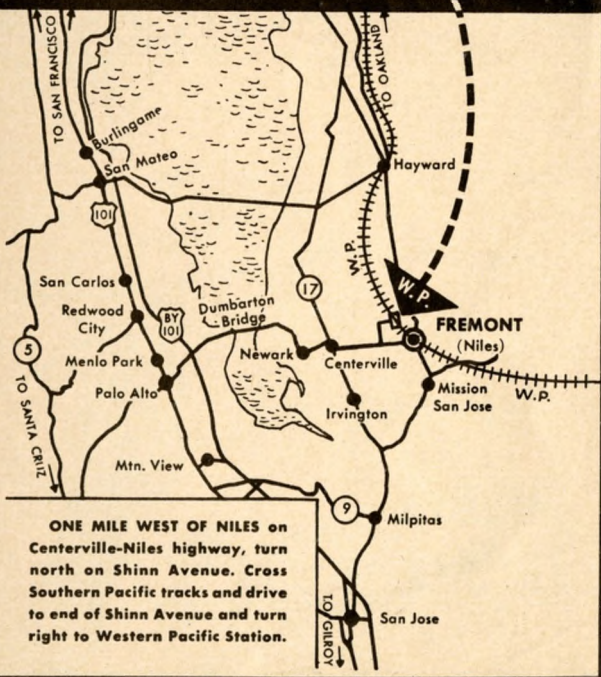 TO SAN FRANCISCO
TO OAKLAND
Burlingame
San Mateo
Hayward
101
W.P.
W.P.
San Carlos
17
Redwood
City
BY
101
Dumbarton
Bridge
FREMONT
(Niles)
5
Menlo Park
Newark
Centerville
Palo Alto
Mission
San Jose
W.P.
TO SANTA CRUZ
Irvington
Mtn. View
9
Milpitas
ONE MILE WEST OF NILES on
Centerville-Niles highway, turn
north on Shinn Avenue. Cross
Southern Pacific tracks and drive
to end of Shinn Avenue and turn
right to Western Pacific Station.
TO GILROY
San Jose